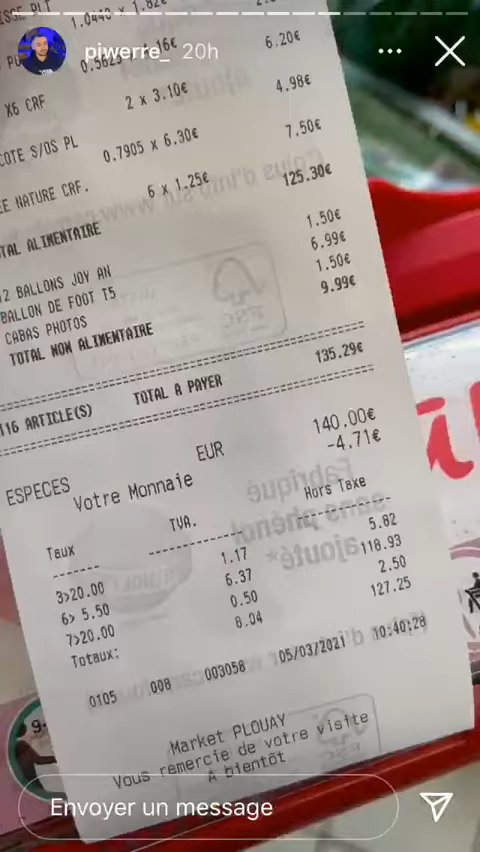 piwerre_ 20h
1.0440 x 1.82€
6.20€
X6 CRF
2 x 3.10€
4.98€
COTE S/OS PL
0.7905 x 6.30€
7.50€
NATURE CRF.
6 x 1.25€
125.30€
TAL ALIMENTAIRE
12 BALLONS JOY AN 1.50€
BALLON DE FOOT T5 6.99€
CABAS PHOTOS 1.50€
TOTAL NON ALIMENTAIRE 9.99€
116 ARTICLE(S) TOTAL A PAYER 135.29€
EUR
ESPECES 140.00€
Votre Monnaie -4.71€
Taux TVA. Hors Taxe
3>20.00 1.17 5.82
6> 5.50 6.37 118.93
7>20.00 0.50 2.50
Totaux: 8.04 127.25
0105 008 003058 05/03/2021 10:40:28
Market PLOUAY
Vous remercie de votre visite
A bientôt
Envoyer un message